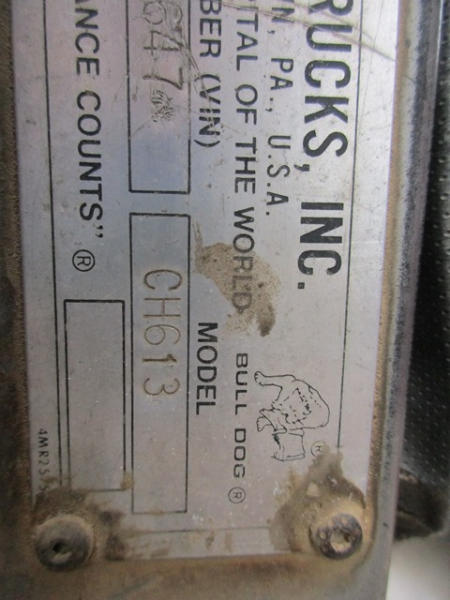 RUCKS, INC.
N, PA., U.S.A.
ITAL OF THE WORLD
BULL DOG ®
BER (VIN)
MODEL
647
CH613
ANCE COUNTS" ®